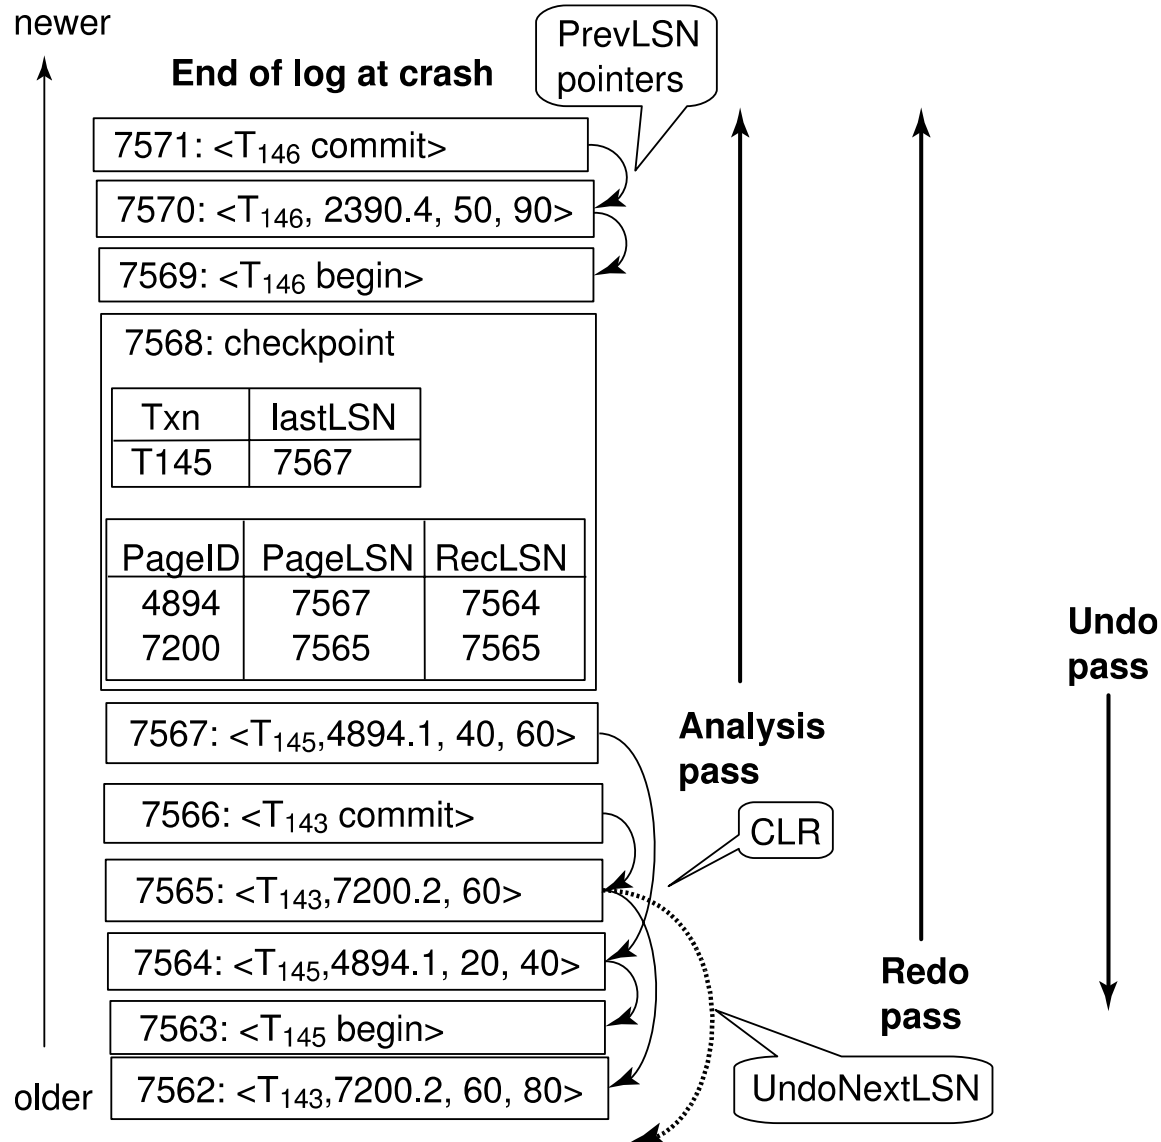 newer
End of log at crash
PrevLSN
pointers
7571: <T146 commit>
7570: <T146, 2390.4, 50, 90>
7569: <T146 begin>
7568: checkpoint
Txn lastLSN
T145 7567
PageID PageLSN RecLSN
4894 7567 7564
7200 7565 7565
7567: <T145,4894.1, 40, 60>
7566: <T143 commit>
7565: <T143,7200.2, 60>
7564: <T145,4894.1, 20, 40>
7563: <T145 begin>
7562: <T143,7200.2, 60, 80>
older
Analysis
pass
CLR
Redo
pass
UndoNextLSN
Undo
pass